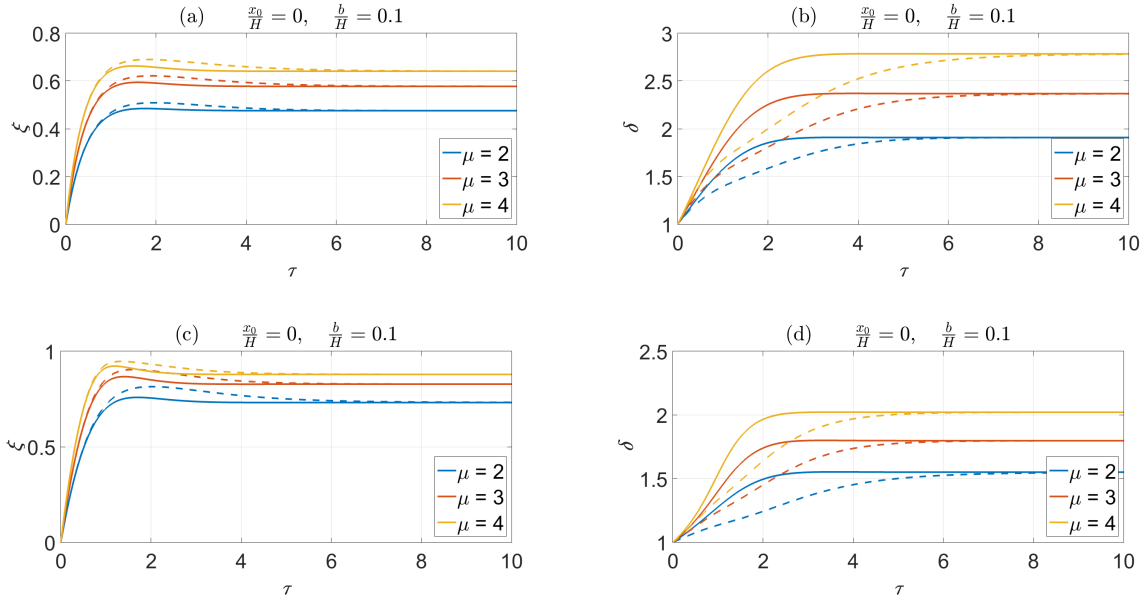 (a) x₀/H = 0, b/H = 0.1
0.8
0.6
0.4
0.2
0
ξ
0 2 4 6 8 10
τ
μ = 2
μ = 3
μ = 4
(b) x₀/H = 0, b/H = 0.1
3
2.5
2
1.5
1
δ
0 2 4 6 8 10
τ
μ = 2
μ = 3
μ = 4
(c) x₀/H = 0, b/H = 0.1
1
0.5
0
ξ
0 2 4 6 8 10
τ
μ = 2
μ = 3
μ = 4
(d) x₀/H = 0, b/H = 0.1
2.5
2
1.5
1
δ
0 2 4 6 8 10
τ
μ = 2
μ = 3
μ = 4